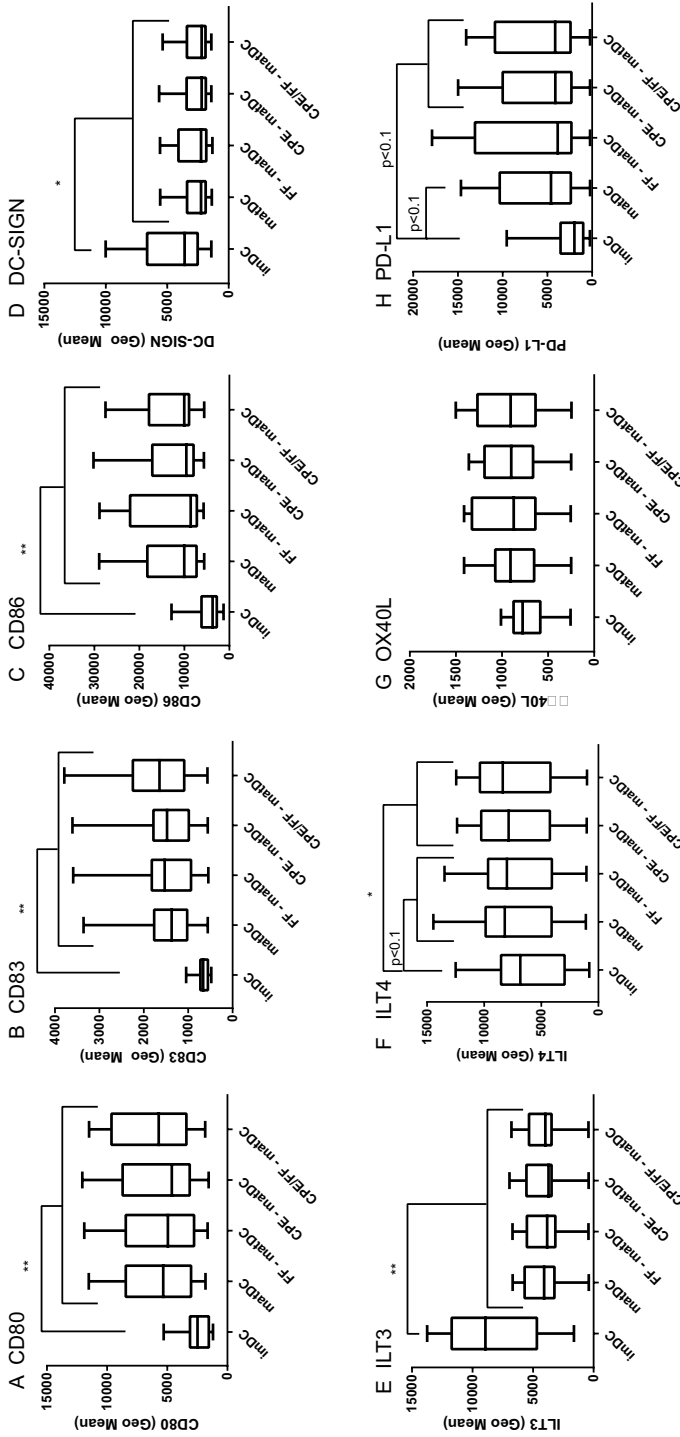 A CD80
CD80 (Geo Mean)
15000
10000
5000
0
**
imDC
matDC
FF - matDC
CPE - matDC
CPE/FF - matDC
B CD83
CD83 (Geo Mean)
4000
3000
2000
1000
0
**
imDC
matDC
FF - matDC
CPE - matDC
CPE/FF - matDC
C CD86
CD86 (Geo Mean)
40000
30000
20000
10000
0
**
imDC
matDC
FF - matDC
CPE - matDC
CPE/FF - matDC
D DC-SIGN
DC-SIGN (Geo Mean)
15000
10000
5000
0
*
imDC
matDC
FF - matDC
CPE - matDC
CPE/FF - matDC
E ILT3
ILT3 (Geo Mean)
15000
10000
5000
0
**
imDC
matDC
FF - matDC
CPE - matDC
CPE/FF - matDC
F ILT4
ILT4 (Geo Mean)
15000
10000
5000
0
p<0.1
*
imDC
matDC
FF - matDC
CPE - matDC
CPE/FF - matDC
G OX40L
40L (Geo Mean)
2000
1500
1000
500
0
imDC
matDC
FF - matDC
CPE - matDC
CPE/FF - matDC
H PD-L1
PD-L1 (Geo Mean)
20000
15000
10000
5000
0
p<0.1
p<0.1
imDC
matDC
FF - matDC
CPE - matDC
CPE/FF - matDC